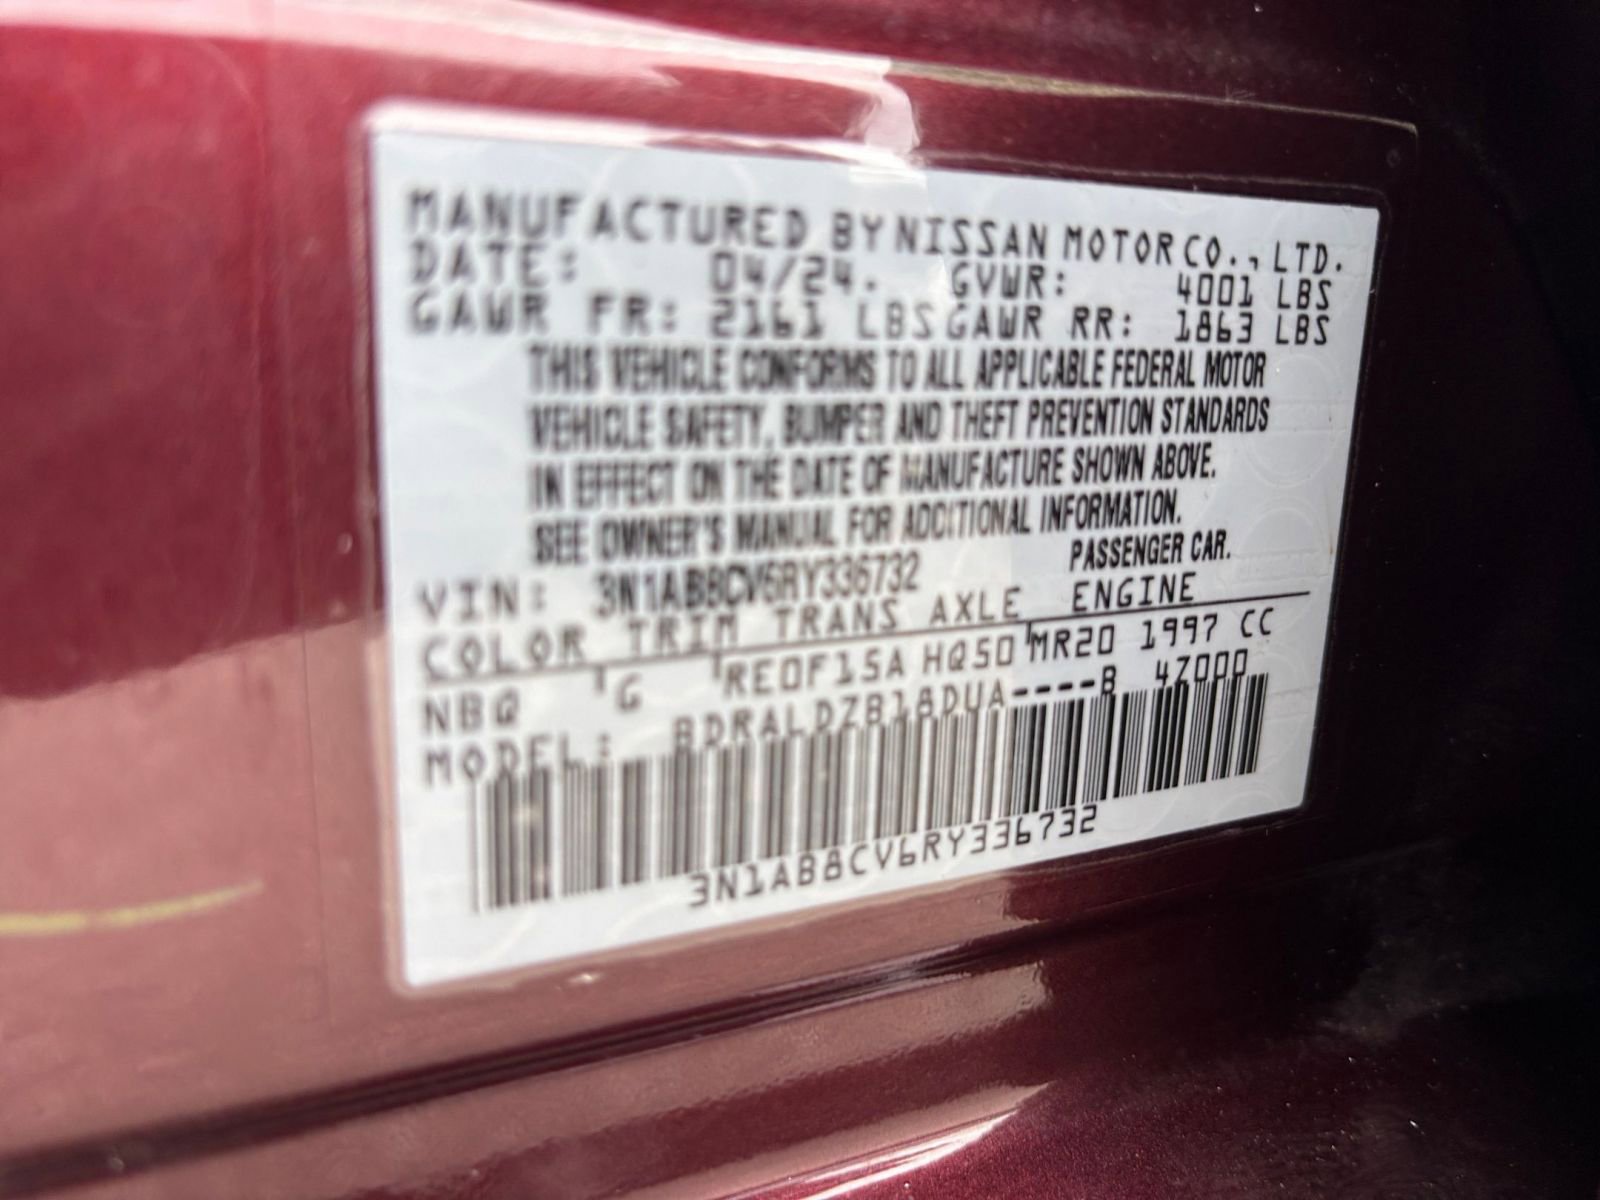 MANUFACTURED BY NISSAN MOTOR CO., LTD.
DATE: 04/24. GVWR: 4001 LBS
GAWR FR: 2161 LBS GAWR RR: 1863 LBS
THIS VEHICLE CONFORMS TO ALL APPLICABLE FEDERAL MOTOR
VEHICLE SAFETY, BUMPER AND THEFT PREVENTION STANDARDS
IN EFFECT ON THE DATE OF MANUFACTURE SHOWN ABOVE.
SEE OWNER'S MANUAL FOR ADDITIONAL INFORMATION.
VIN: 3N1AB8CV6RY336732 PASSENGER CAR.
COLOR TRIM TRANS AXLE ENGINE
NBQ G RE0F15A HQ50 MR20 1997 CC
MODEL: BDRALDZB18DUA----B 4Z000
3N1AB8CV6RY336732